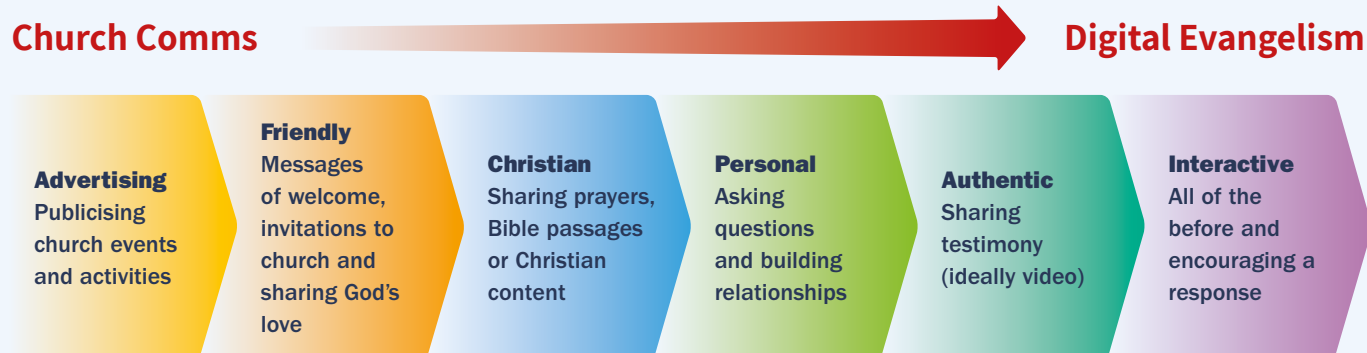 Church Comms
Digital Evangelism
Advertising
Publicising
church events
and activities
Friendly
Messages
of welcome,
invitations to
church and
sharing God's
love
Christian
Sharing prayers,
Bible passages
or Christian
content
Personal
Asking
questions
and building
relationships
Authentic
Sharing
testimony
(ideally video)
Interactive
All of the
before and
encouraging a
response